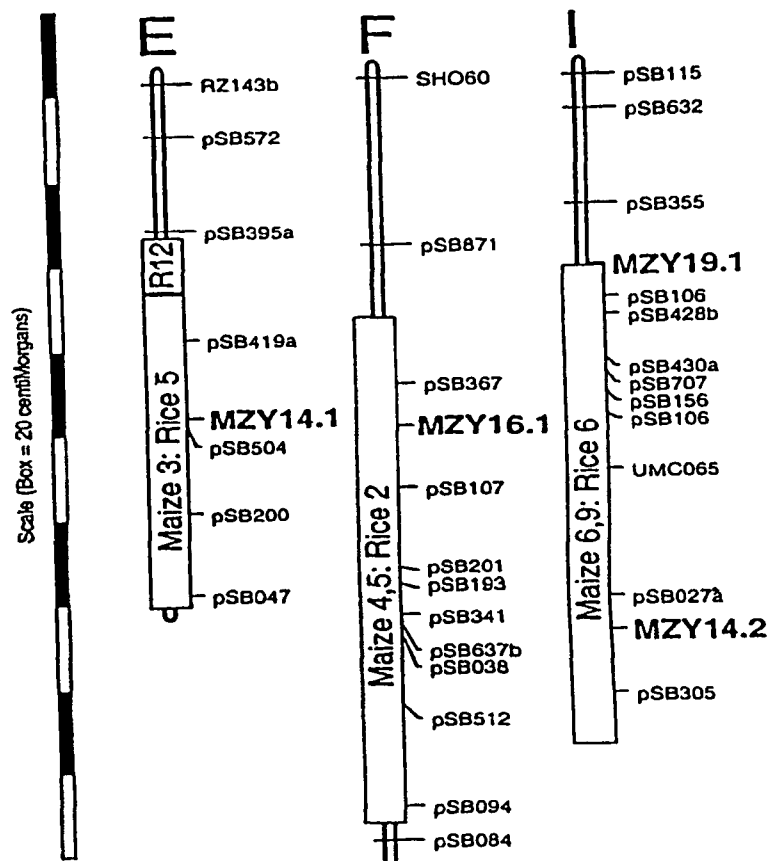 Scale (Box = 20 centiMorgans)
E
RZ143b
pSB572
pSB395a
R12
pSB419a
Maize 3: Rice 5
MZY14.1
pSB504
pSB200
pSB047
F
SHO60
pSB871
pSB367
MZY16.1
pSB107
Maize 4,5: Rice 2
pSB201
pSB193
pSB341
pSB637b
pSB038
pSB512
pSB094
pSB084
I
pSB115
pSB632
pSB355
MZY19.1
pSB106
pSB428b
pSB430a
pSB707
pSB156
pSB106
Maize 6,9: Rice 6
UMC065
pSB027a
MZY14.2
pSB305